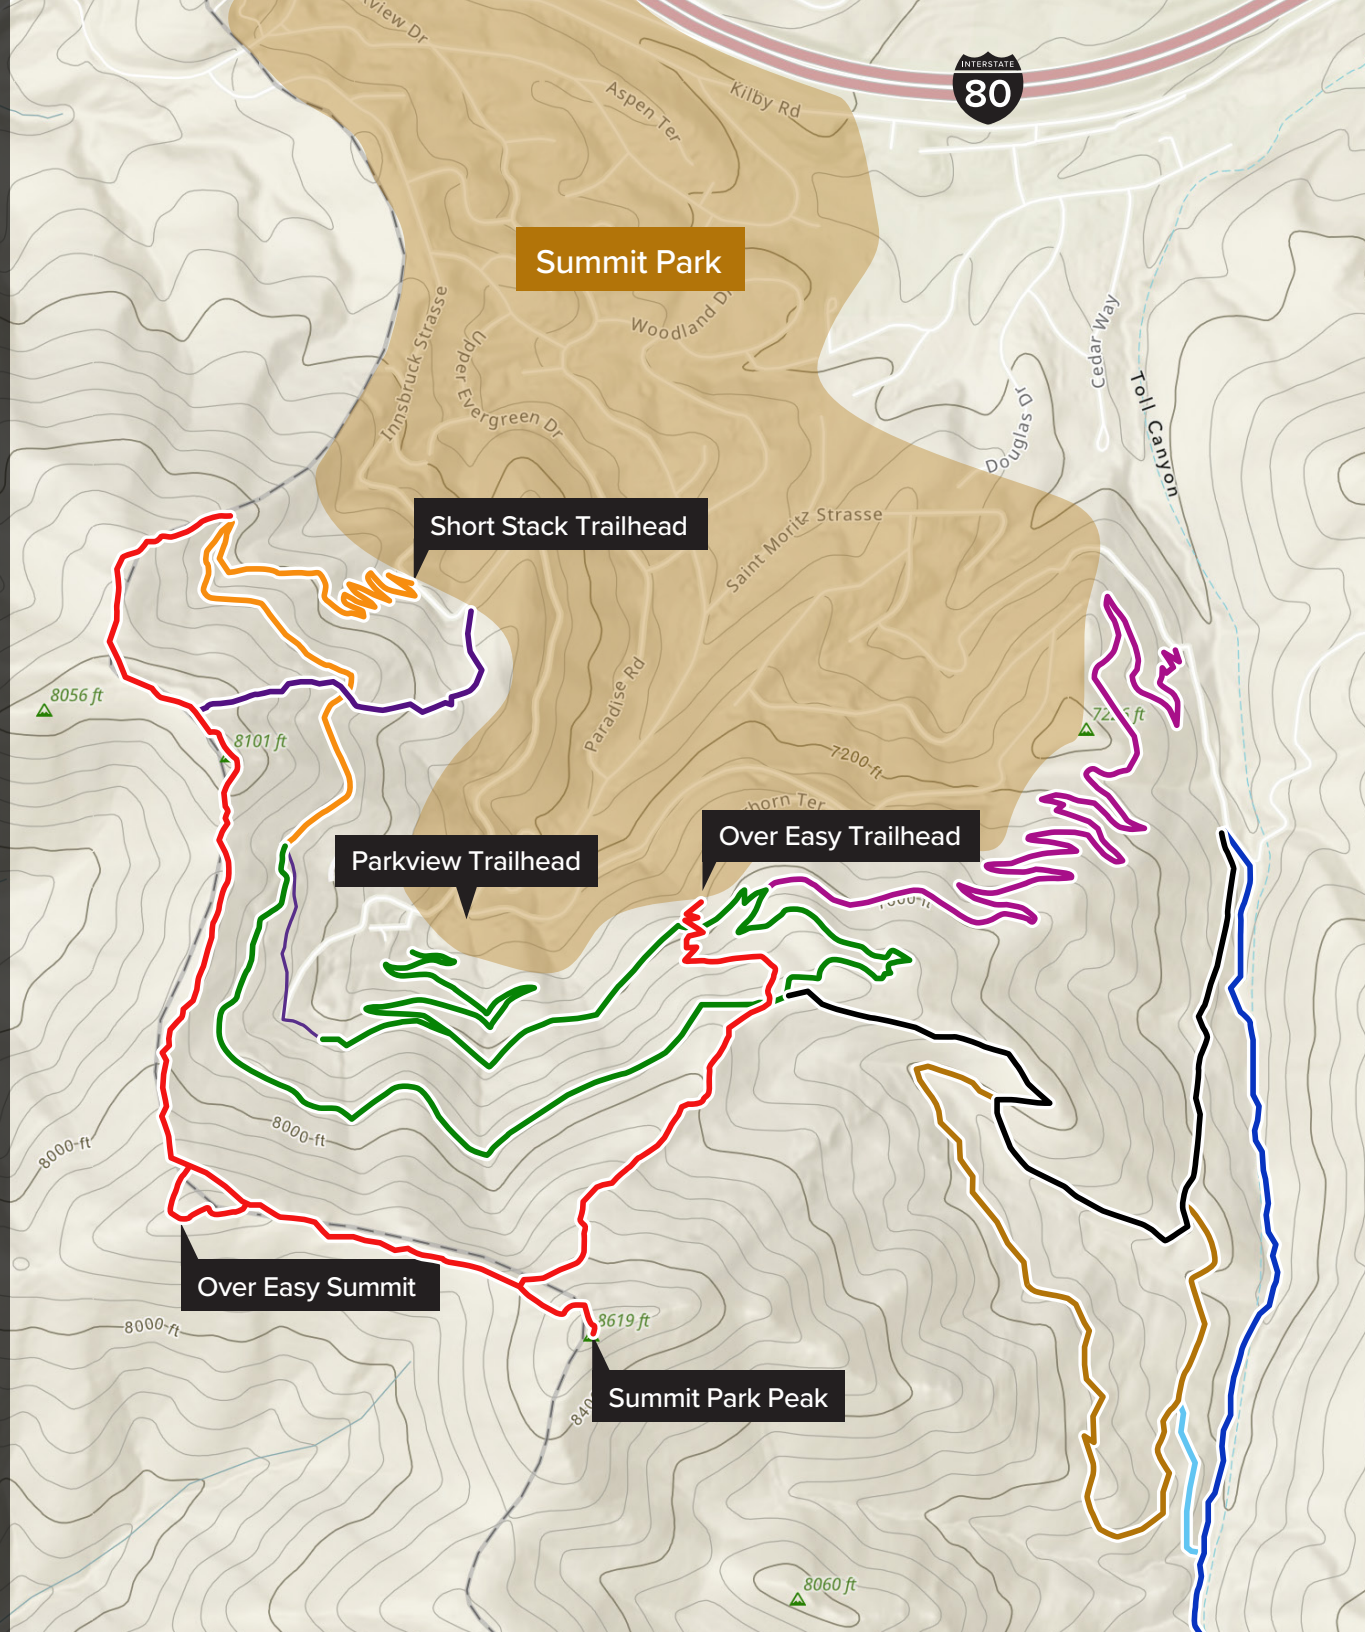 INTERSTATE
80
view Dr
Aspen Ter
Kilby Rd
Summit Park
Woodland Dr
Innsbruck Strasse
Upper Evergreen Dr
Cedar Way
Toll Canyon
Douglas Dr
Short Stack Trailhead
Saint Moritz Strasse
Paradise Rd
8056 ft
8101 ft
7200-ft
horn Ter
Over Easy Trailhead
Parkview Trailhead
8000-ft
8000-ft
Over Easy Summit
8000-ft
8619 ft
Summit Park Peak
840
8060 ft